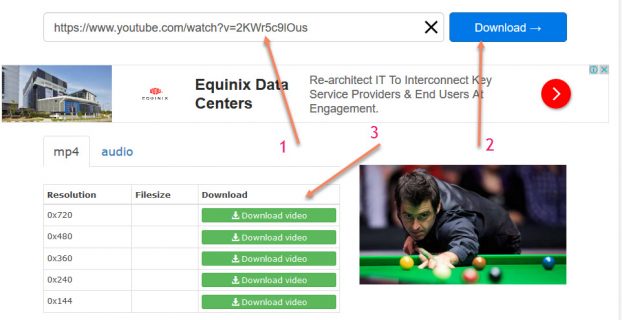 https://www.youtube.com/watch?v=2KWr5c9lOus
Download →
EQUINIX
Equinix Data
Centers
Re-architect IT To Interconnect Key
Service Providers & End Users At
Engagement.
1
3
2
mp4
audio
Resolution Filesize Download
0x720 Download video
0x480 Download video
0x360 Download video
0x240 Download video
0x144 Download video